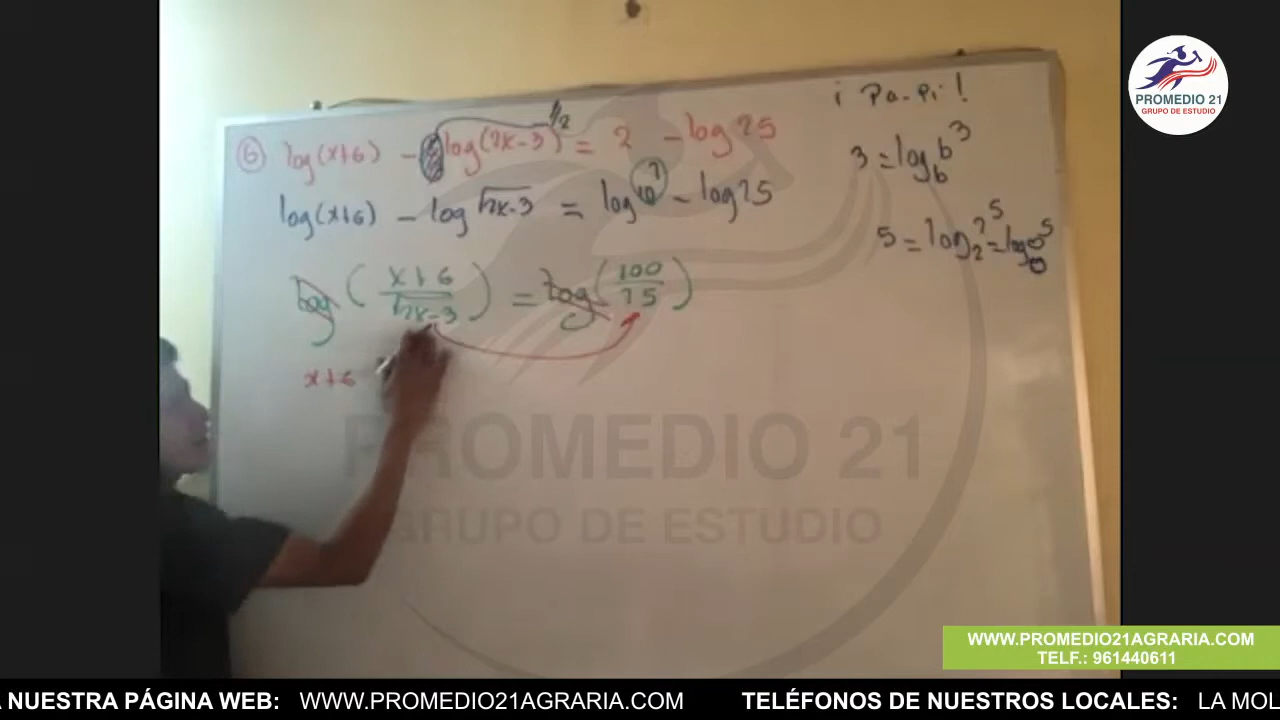 ¡ Pa-Pi !
⑥ log(x+6) - log(2x-3)^1/2 = 2 - log 25
log(x+6) - log √2x-3 = log 10² - log 25
log ( x+6 / √2x-3 ) = log ( 100 / 25 )
x+6
3 = log_b b³
5 = log_2 2⁵ =
PROMEDIO 21
GRUPO DE ESTUDIO
PROMEDIO 21
GRUPO DE ESTUDIO
WWW.PROMEDIO21AGRARIA.COM
TELF.: 961440611
A NUESTRA PÁGINA WEB: WWW.PROMEDIO21AGRARIA.COM TELÉFONOS DE NUESTROS LOCALES: LA MOL